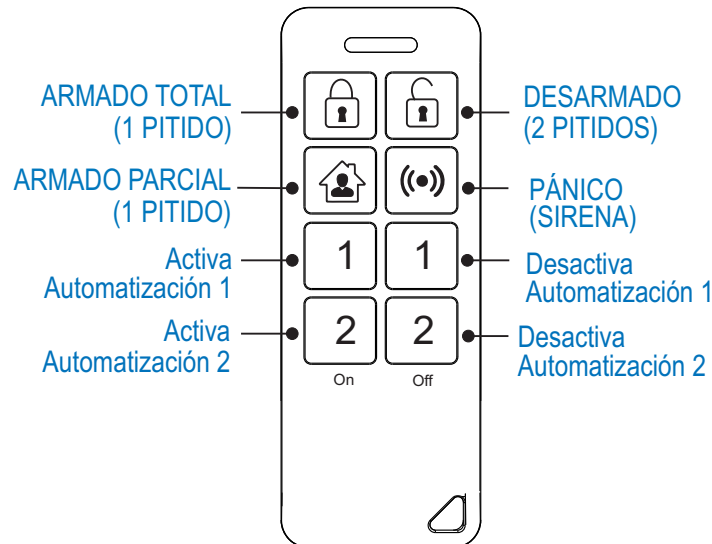 ARMADO TOTAL
(1 PITIDO)
DESARMADO
(2 PITIDOS)
ARMADO PARCIAL
(1 PITIDO)
PÁNICO
(SIRENA)
Activa
Automatización 1
1
1
Desactiva
Automatización 1
Activa
Automatización 2
2
2
Desactiva
Automatización 2
On
Off